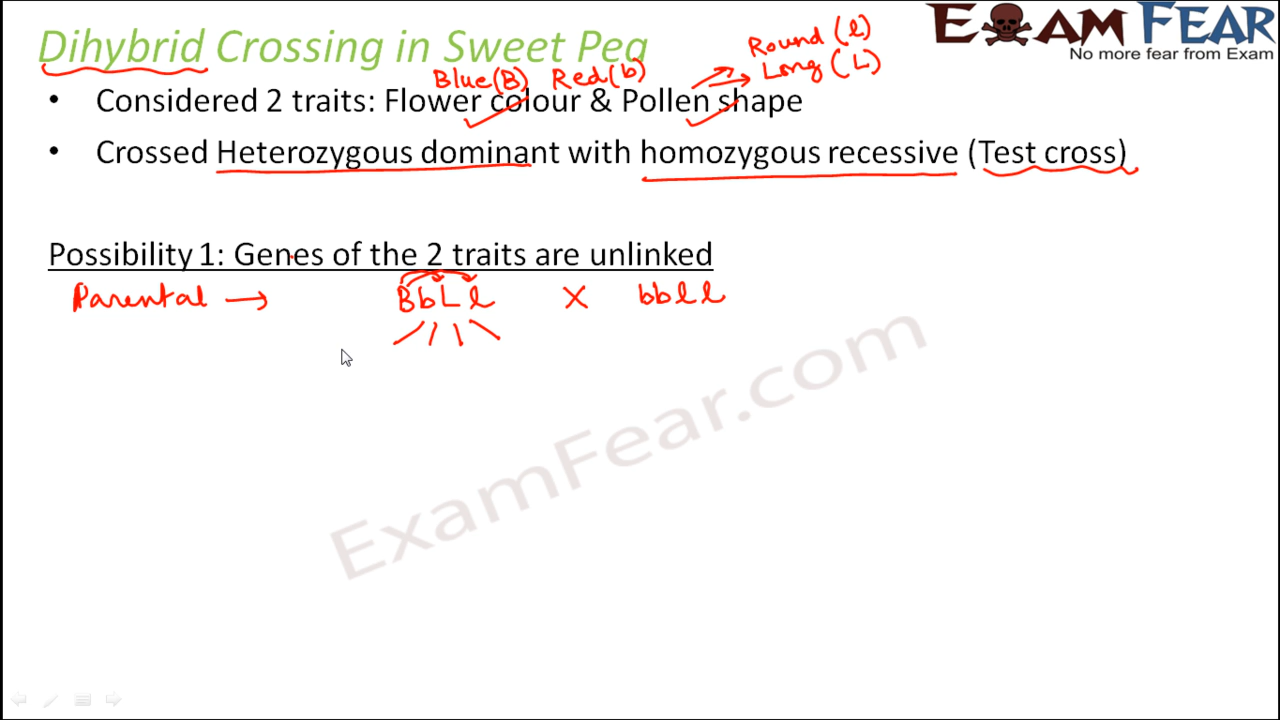 Dihybrid Crossing in Sweet Pea
Round (l)
Long (L)
EXAM FEAR
No more fear from Exam
Blue(B) Red(b)
• Considered 2 traits: Flower colour & Pollen shape
• Crossed Heterozygous dominant with homozygous recessive (Test cross)
Possibility 1: Genes of the 2 traits are unlinked
Parental → BbLl X bbll
ExamFear.com